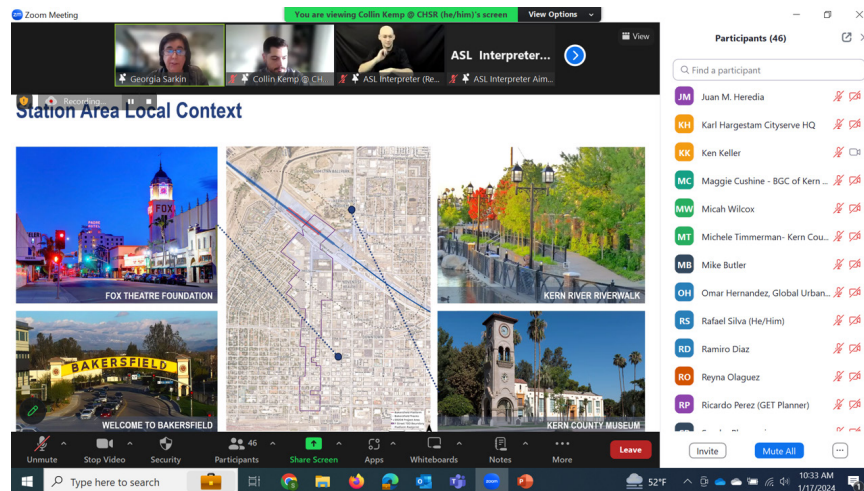 Zoom Meeting
You are viewing Collin Kemp @ CHSR (he/him)'s screen
View Options
View
Georgia Sarkin
Collin Kemp @ CH...
ASL Interpreter (Re...
ASL Interpreter...
ASL Interpreter Aim...
Recording...
Station Area Local Context
FOX
FOX THEATRE FOUNDATION
KERN RIVER RIVERWALK
BAKERSFIELD
WELCOME TO BAKERSFIELD
KERN COUNTY MUSEUM
Participants (46)
Find a participant
JM Juan M. Heredia
KH Karl Hargestam Cityserve HQ
KK Ken Keller
MC Maggie Cushine - BGC of Kern ...
MW Micah Wilcox
MT Michele Timmerman- Kern Cou...
MB Mike Butler
OH Omar Hernandez, Global Urban...
RS Rafael Silva (He/Him)
RD Ramiro Diaz
RO Reyna Olaguez
RP Ricardo Perez (GET Planner)
Invite
Mute All
Unmute
Stop Video
Security
46
Participants
Share Screen
Apps
Whiteboards
Notes
More
Leave
Type here to search
zoom
52°F
10:33 AM
1/17/2024